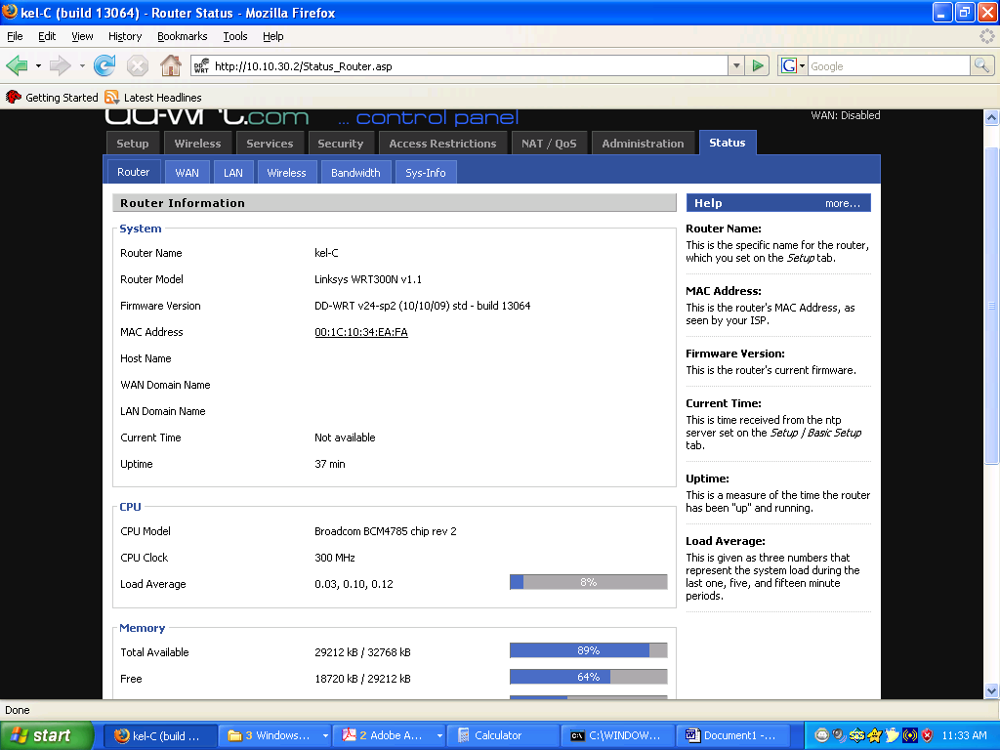 kel-C (build 13064) - Router Status - Mozilla Firefox
File Edit View History Bookmarks Tools Help
http://10.10.30.2/Status_Router.asp
Google
Getting Started Latest Headlines
dd-wrt.com ... control panel
WAN: Disabled
Setup Wireless Services Security Access Restrictions NAT / QoS Administration Status
Router WAN LAN Wireless Bandwidth Sys-Info
Router Information
System
Router Name kel-C
Router Model Linksys WRT300N v1.1
Firmware Version DD-WRT v24-sp2 (10/10/09) std - build 13064
MAC Address 00:1C:10:34:EA:FA
Host Name
WAN Domain Name
LAN Domain Name
Current Time Not available
Uptime 37 min
CPU
CPU Model Broadcom BCM4785 chip rev 2
CPU Clock 300 MHz
Load Average 0.03, 0.10, 0.12 8%
Memory
Total Available 29212 kB / 32768 kB 89%
Free 18720 kB / 29212 kB 64%
Help more...
Router Name:
This is the specific name for the router,
which you set on the Setup tab.
MAC Address:
This is the router's MAC Address, as
seen by your ISP.
Firmware Version:
This is the router's current firmware.
Current Time:
This is time received from the ntp
server set on the Setup / Basic Setup
tab.
Uptime:
This is a measure of the time the router
has been "up" and running.
Load Average:
This is given as three numbers that
represent the system load during the
last one, five, and fifteen minute
periods.
Done
start kel-C (build ... 3 Windows... 2 Adobe A... Calculator C:\WINDOW... Document1 - ... 11:33 AM